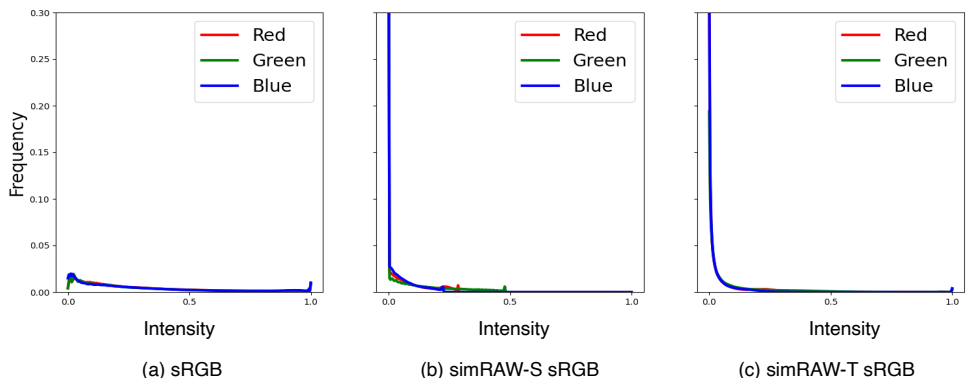 Frequency
0.30
0.25
0.20
0.15
0.10
0.05
0.00
Red
Green
Blue
0.0
1.0
Intensity
(a) sRGB
Red
Green
Blue
0.0
0.5
1.0
Intensity
(b) simRAW-S sRGB
Red
Green
Blue
0.0
0.5
1.0
Intensity
(c) simRAW-T sRGB